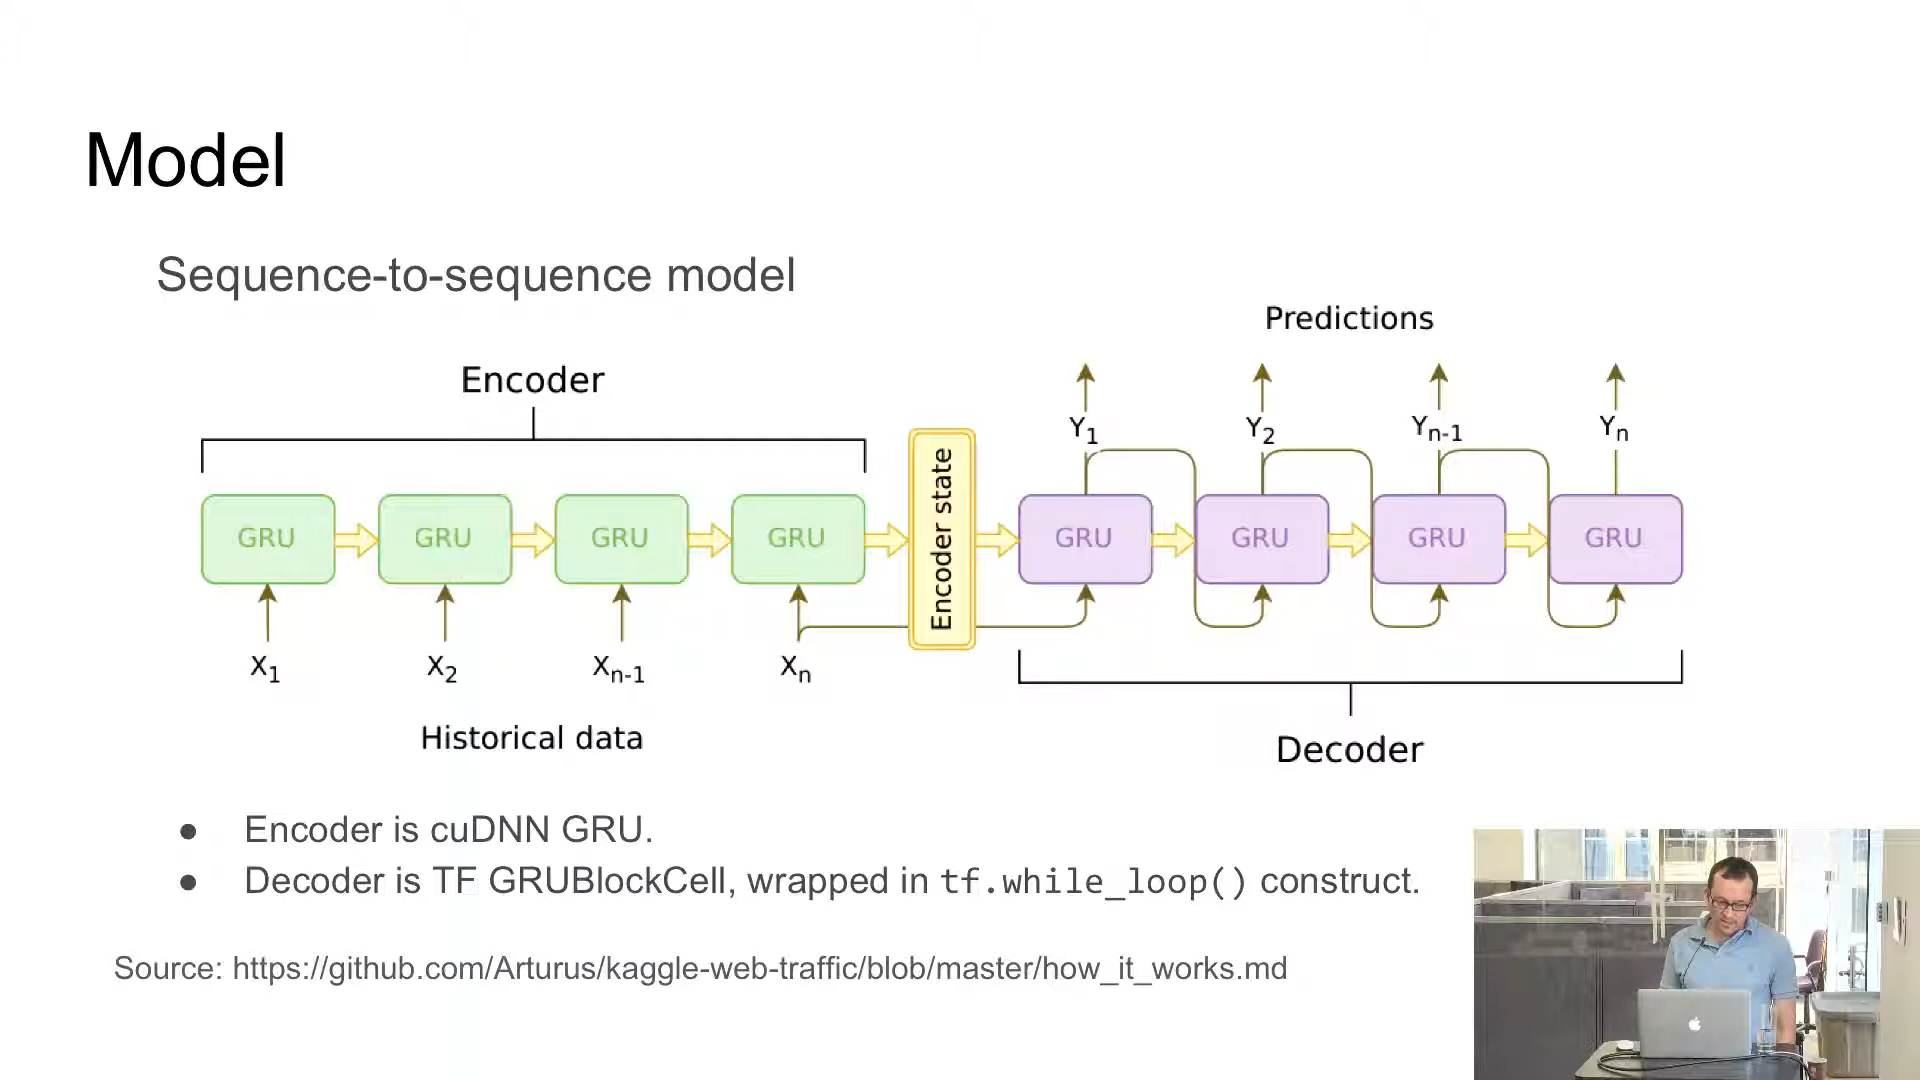 Model
Sequence-to-sequence model
Predictions
Encoder
Y1 Y2 Yn-1 Yn
GRU GRU GRU GRU Encoder state GRU GRU GRU GRU
X1 X2 Xn-1 Xn
Historical data
Decoder
● Encoder is cuDNN GRU.
● Decoder is TF GRUBlockCell, wrapped in tf.while_loop() construct.
Source: https://github.com/Arturus/kaggle-web-traffic/blob/master/how_it_works.md